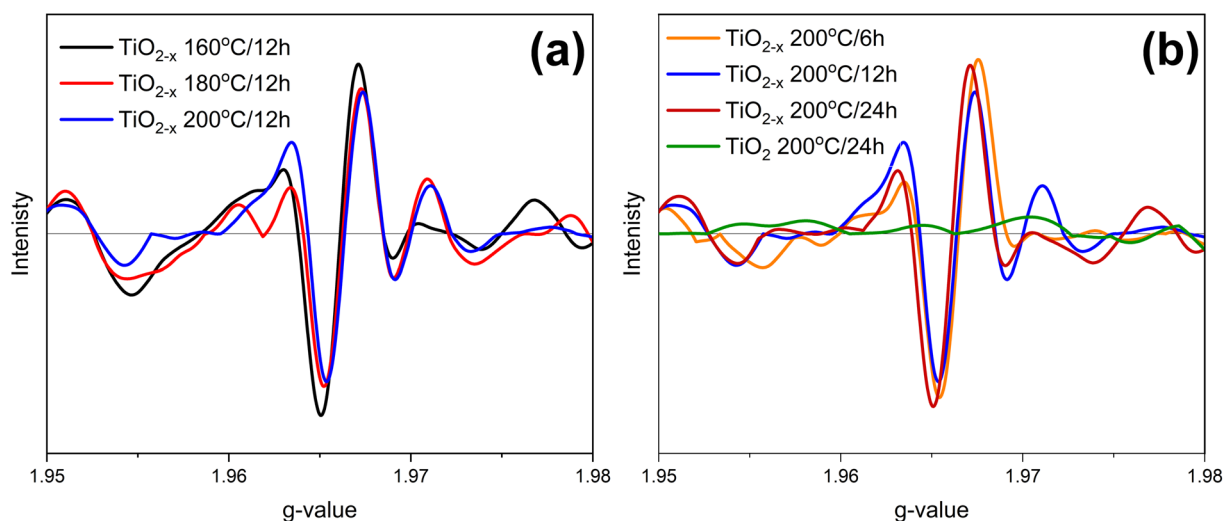 (a)
TiO2-x 160°C/12h
TiO2-x 180°C/12h
TiO2-x 200°C/12h
Intenisty
1.95
1.96
1.97
1.98
g-value
(b)
TiO2-x 200°C/6h
TiO2-x 200°C/12h
TiO2-x 200°C/24h
TiO2 200°C/24h
Intenisty
1.95
1.96
1.97
1.98
g-value